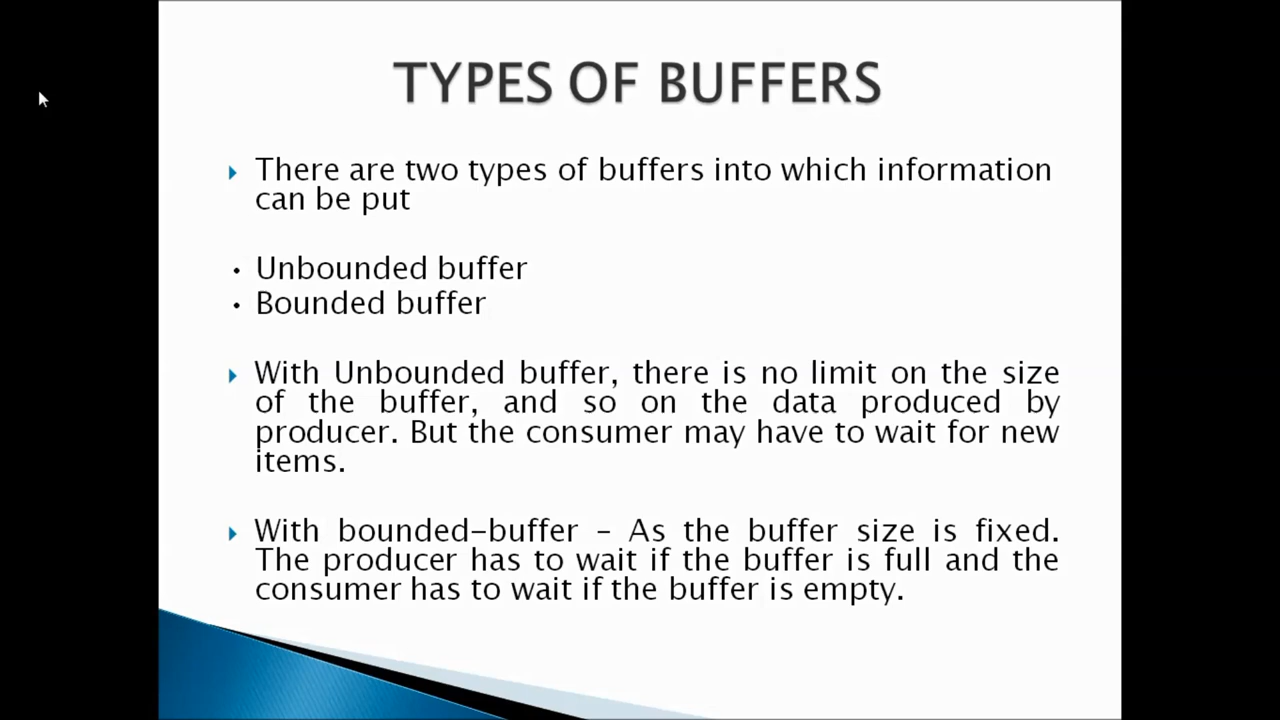 TYPES OF BUFFERS
There are two types of buffers into which information
can be put
• Unbounded buffer
• Bounded buffer
With Unbounded buffer, there is no limit on the size
of the buffer, and so on the data produced by
producer. But the consumer may have to wait for new
items.
With bounded-buffer - As the buffer size is fixed.
The producer has to wait if the buffer is full and the
consumer has to wait if the buffer is empty.